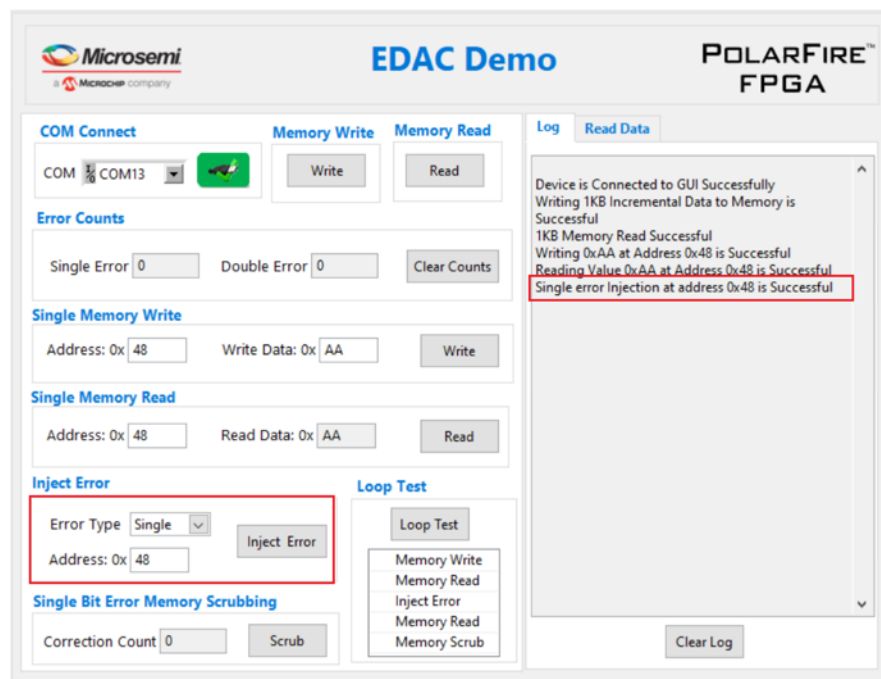 Microsemi
a MICROCHIP company
EDAC Demo
POLARFIRE™
FPGA
COM Connect
COM COM13
Memory Write
Write
Memory Read
Read
Error Counts
Single Error 0 Double Error 0 Clear Counts
Single Memory Write
Address: 0x 48 Write Data: 0x AA Write
Single Memory Read
Address: 0x 48 Read Data: 0x AA Read
Inject Error
Error Type Single
Address: 0x 48
Inject Error
Loop Test
Loop Test
Memory Write
Memory Read
Inject Error
Memory Read
Memory Scrub
Single Bit Error Memory Scrubbing
Correction Count 0 Scrub
Log Read Data
Device is Connected to GUI Successfully
Writing 1KB Incremental Data to Memory is
Successful
1KB Memory Read Successful
Writing 0xAA at Address 0x48 is Successful
Reading Value 0xAA at Address 0x48 is Successful
Single error Injection at address 0x48 is Successful
Clear Log